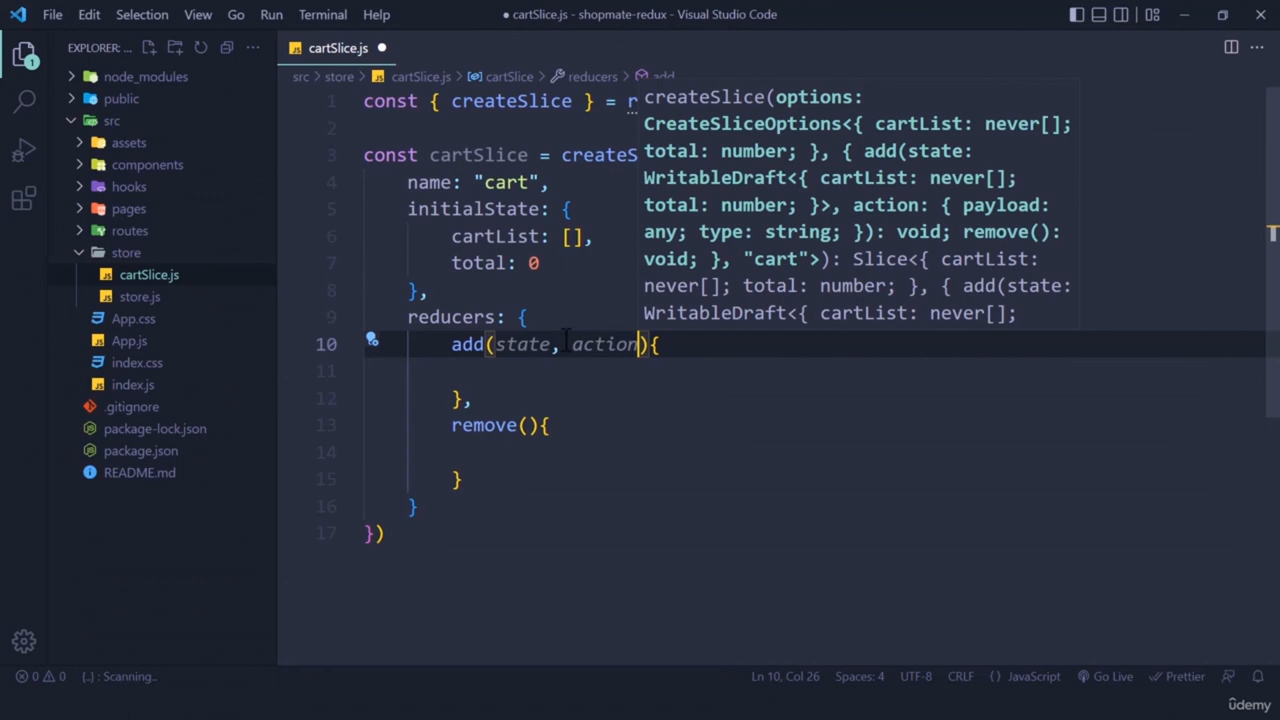 File Edit Selection View Go Run Terminal Help
cartSlice.js - shopmate-redux - Visual Studio Code
EXPLORER: ...
1
node_modules
public
src
assets
components
hooks
pages
routes
store
cartSlice.js
store.js
App.css
App.js
index.css
index.js
.gitignore
package-lock.json
package.json
README.md
cartSlice.js
src > store > cartSlice.js > cartSlice > reducers > add
1 const { createSlice } = r
2
3 const cartSlice = createS
4 name: "cart",
5 initialState: {
6 cartList: [],
7 total: 0
8 },
9 reducers: {
10 add(state, action){
11
12 },
13 remove(){
14
15 }
16 }
17 })
createSlice(options:
CreateSliceOptions<{ cartList: never[];
total: number; }, { add(state:
WritableDraft<{ cartList: never[];
total: number; }>, action: { payload:
any; type: string; }): void; remove():
void; }, "cart">): Slice<{ cartList:
never[]; total: number; }, { add(state:
WritableDraft<{ cartList: never[];
0 0 {..} : Scanning..
Ln 10, Col 26 Spaces: 4 UTF-8 CRLF {} JavaScript Go Live Prettier
ûdemy